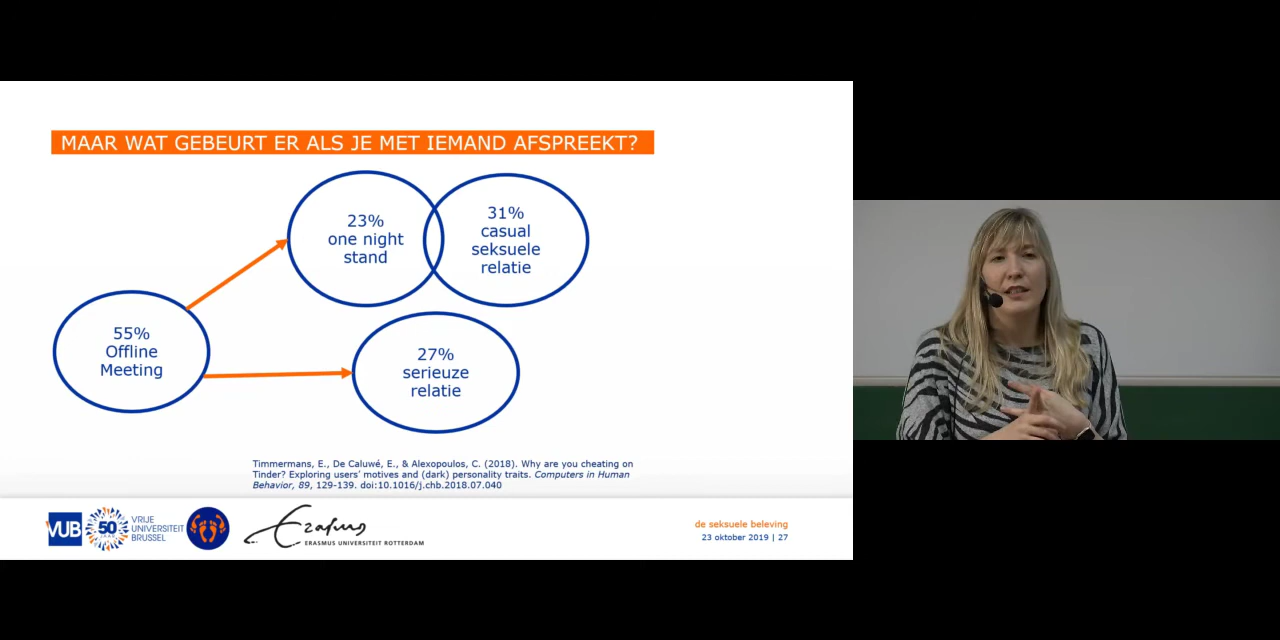 MAAR WAT GEBEURT ER ALS JE MET IEMAND AFSPREEKT?
23%
one night
stand
31%
casual
seksuele
relatie
55%
Offline
Meeting
27%
serieuze
relatie
Timmermans, E., De Caluwé, E., & Alexopoulos, C. (2018). Why are you cheating on
Tinder? Exploring users' motives and (dark) personality traits. Computers in Human
Behavior, 89, 129-139. doi:10.1016/j.chb.2018.07.040
VUB
50
JAAR
VRIJE
UNIVERSITEIT
BRUSSEL
Erasmus
ERASMUS UNIVERSITEIT ROTTERDAM
de seksuele beleving
23 oktober 2019 | 27